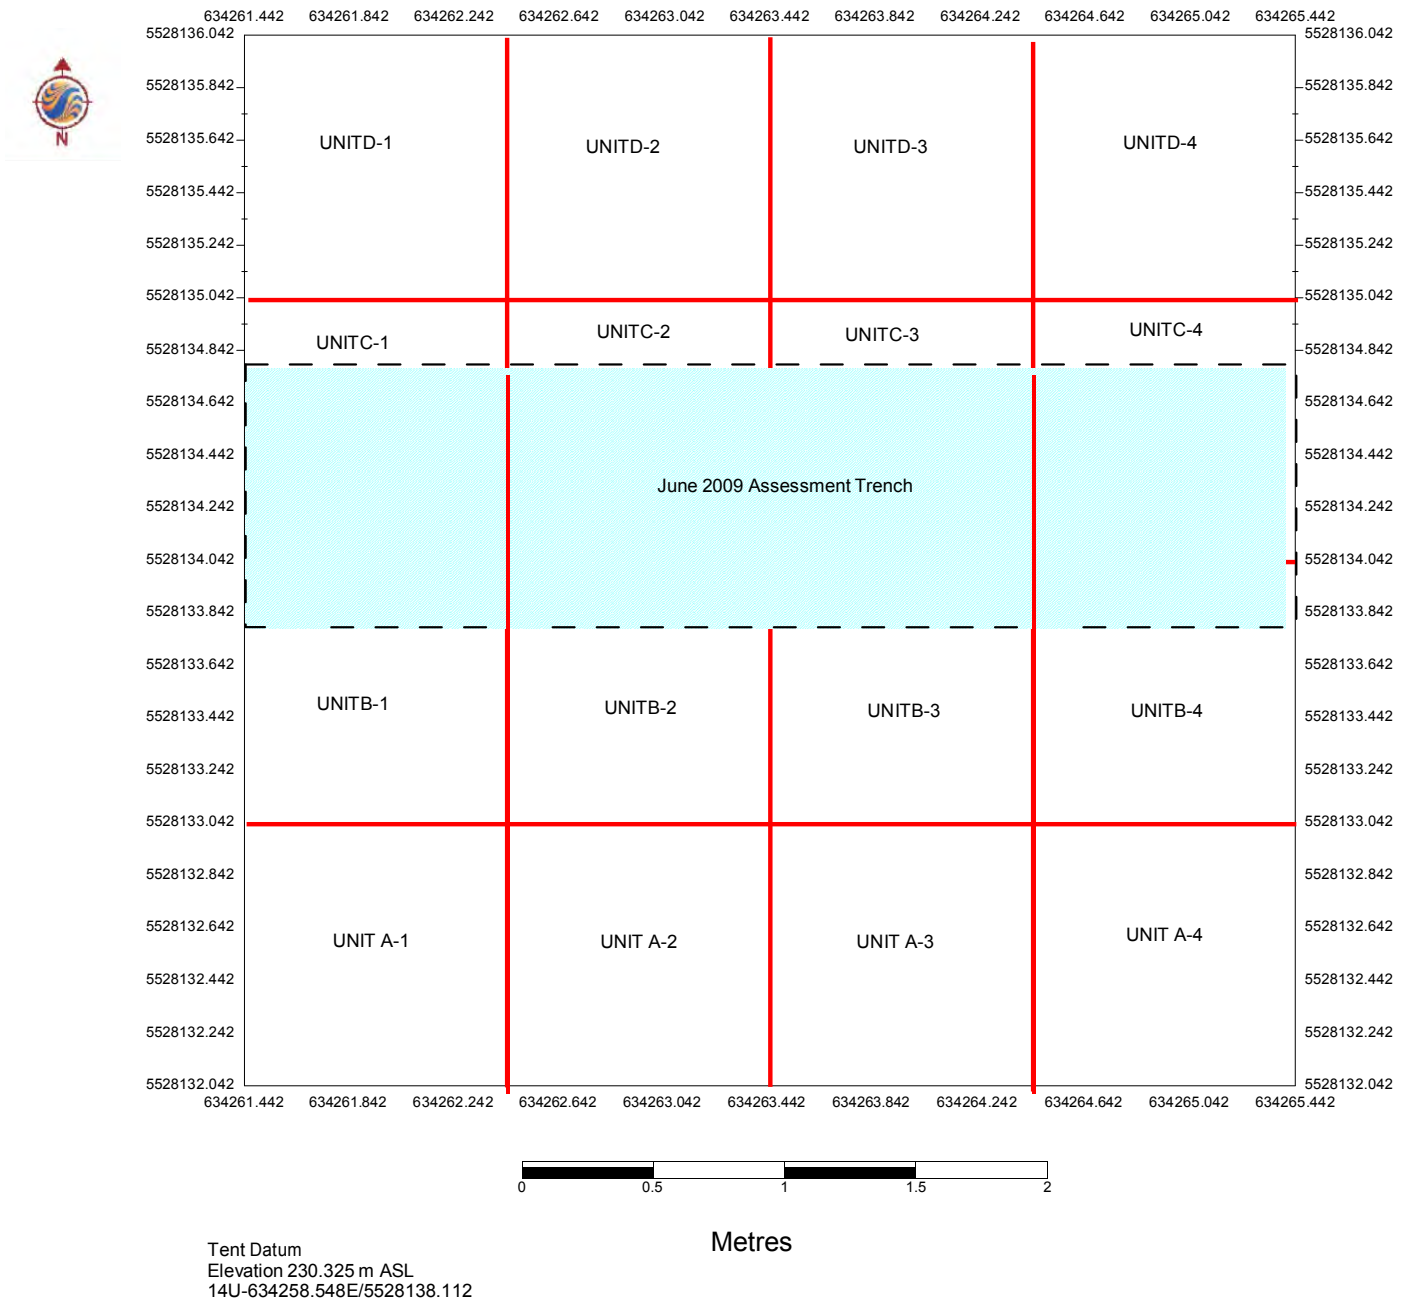 634261.442 634261.842 634262.242 634262.642 634263.042 634263.442 634263.842 634264.242 634264.642 634265.042 634265.442
5528136.042 5528136.042
5528135.842 5528135.842
N
5528135.642 UNITD-1 UNITD-2 UNITD-3 UNITD-4 5528135.642
5528135.442 5528135.442
5528135.242 5528135.242
5528135.042 5528135.042
UNITC-1 UNITC-2 UNITC-3 UNITC-4
5528134.842 5528134.842
5528134.642 5528134.642
5528134.442 5528134.442
June 2009 Assessment Trench
5528134.242 5528134.242
5528134.042 5528134.042
5528133.842 5528133.842
5528133.642 5528133.642
UNITB-1 UNITB-2 UNITB-3 UNITB-4
5528133.442 5528133.442
5528133.242 5528133.242
5528133.042 5528133.042
5528132.842 5528132.842
5528132.642 5528132.642
UNIT A-1 UNIT A-2 UNIT A-3 UNIT A-4
5528132.442 5528132.442
5528132.242 5528132.242
5528132.042 5528132.042
634261.442 634261.842 634262.242 634262.642 634263.042 634263.442 634263.842 634264.242 634264.642 634265.042 634265.442
0 0.5 1 1.5 2
Metres
Tent Datum
Elevation 230.325 m ASL
14U-634258.548E/5528138.112